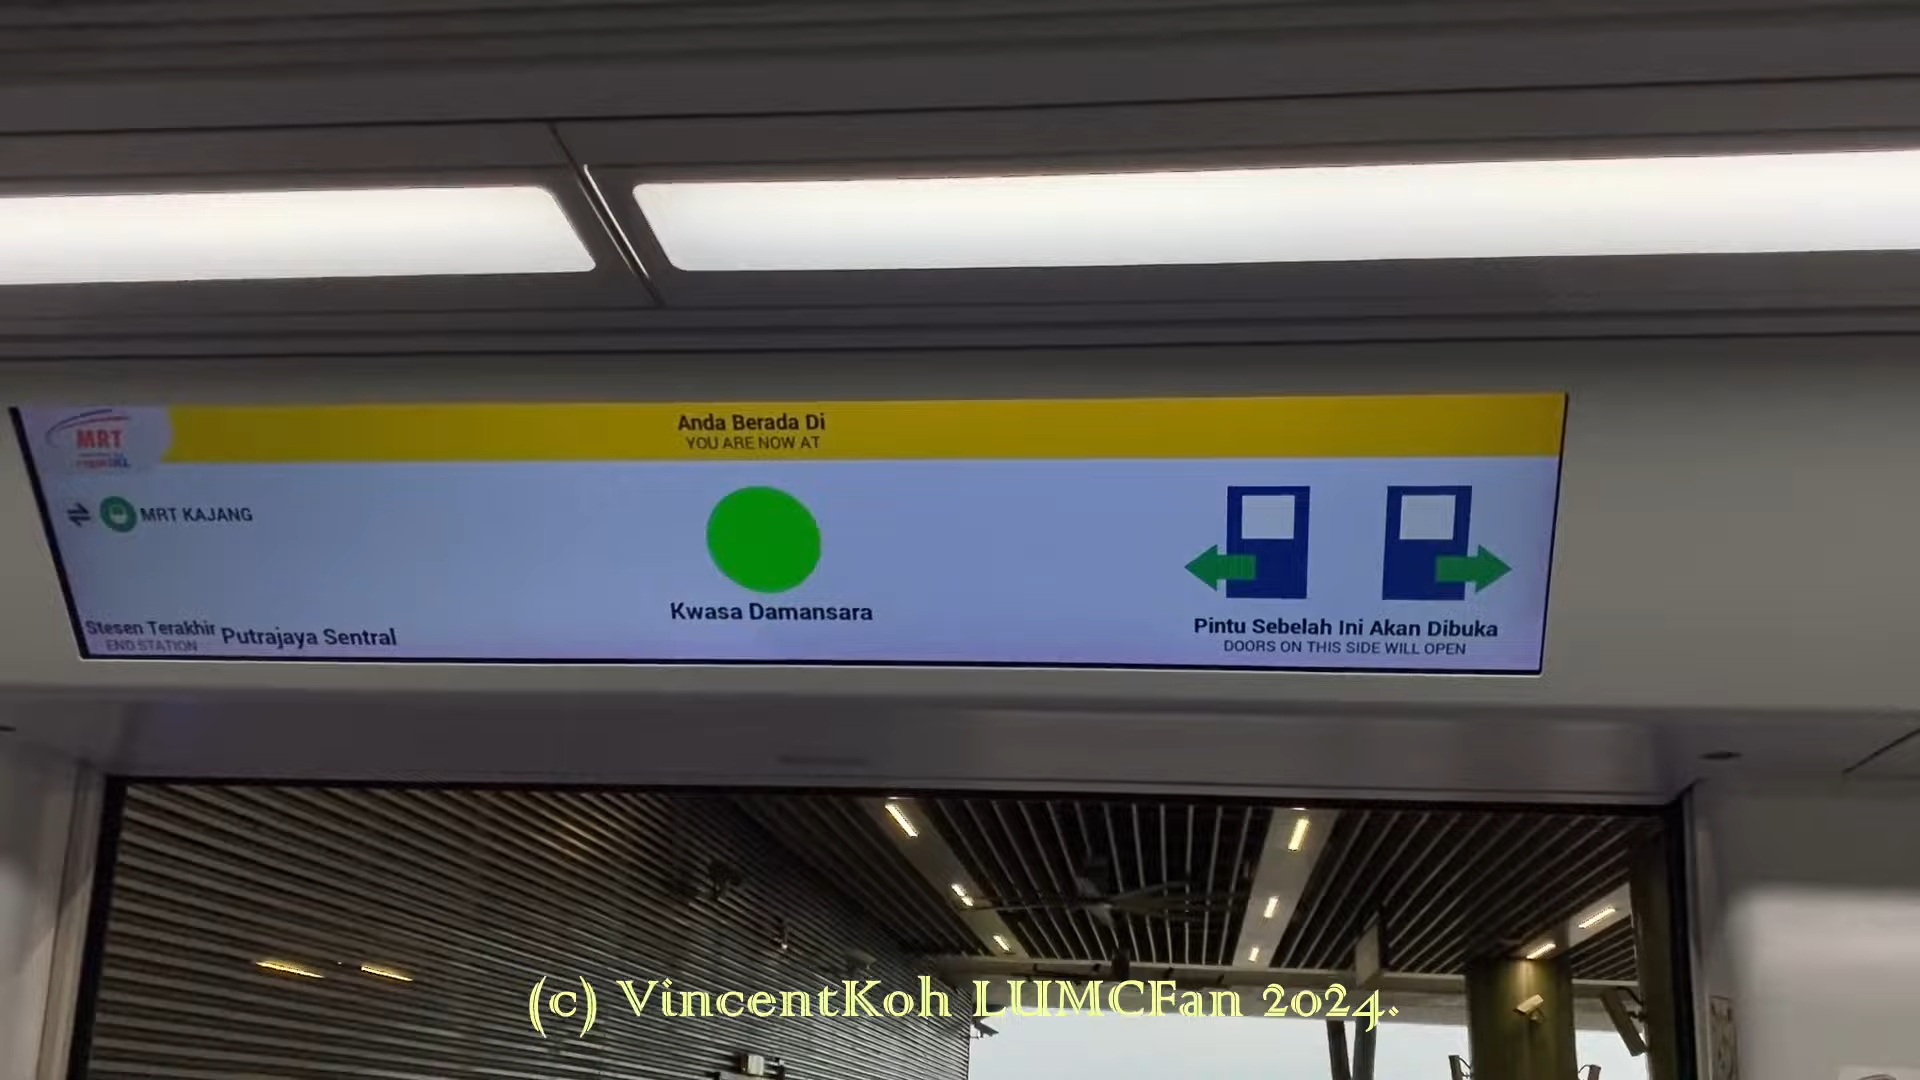 Anda Berada Di
YOU ARE NOW AT
MRT
MRT KAJANG
Kwasa Damansara
Stesen Terakhir Putrajaya Sentral
END STATION
Pintu Sebelah Ini Akan Dibuka
DOORS ON THIS SIDE WILL OPEN
(c) VincentKoh LUMCFan 2024.